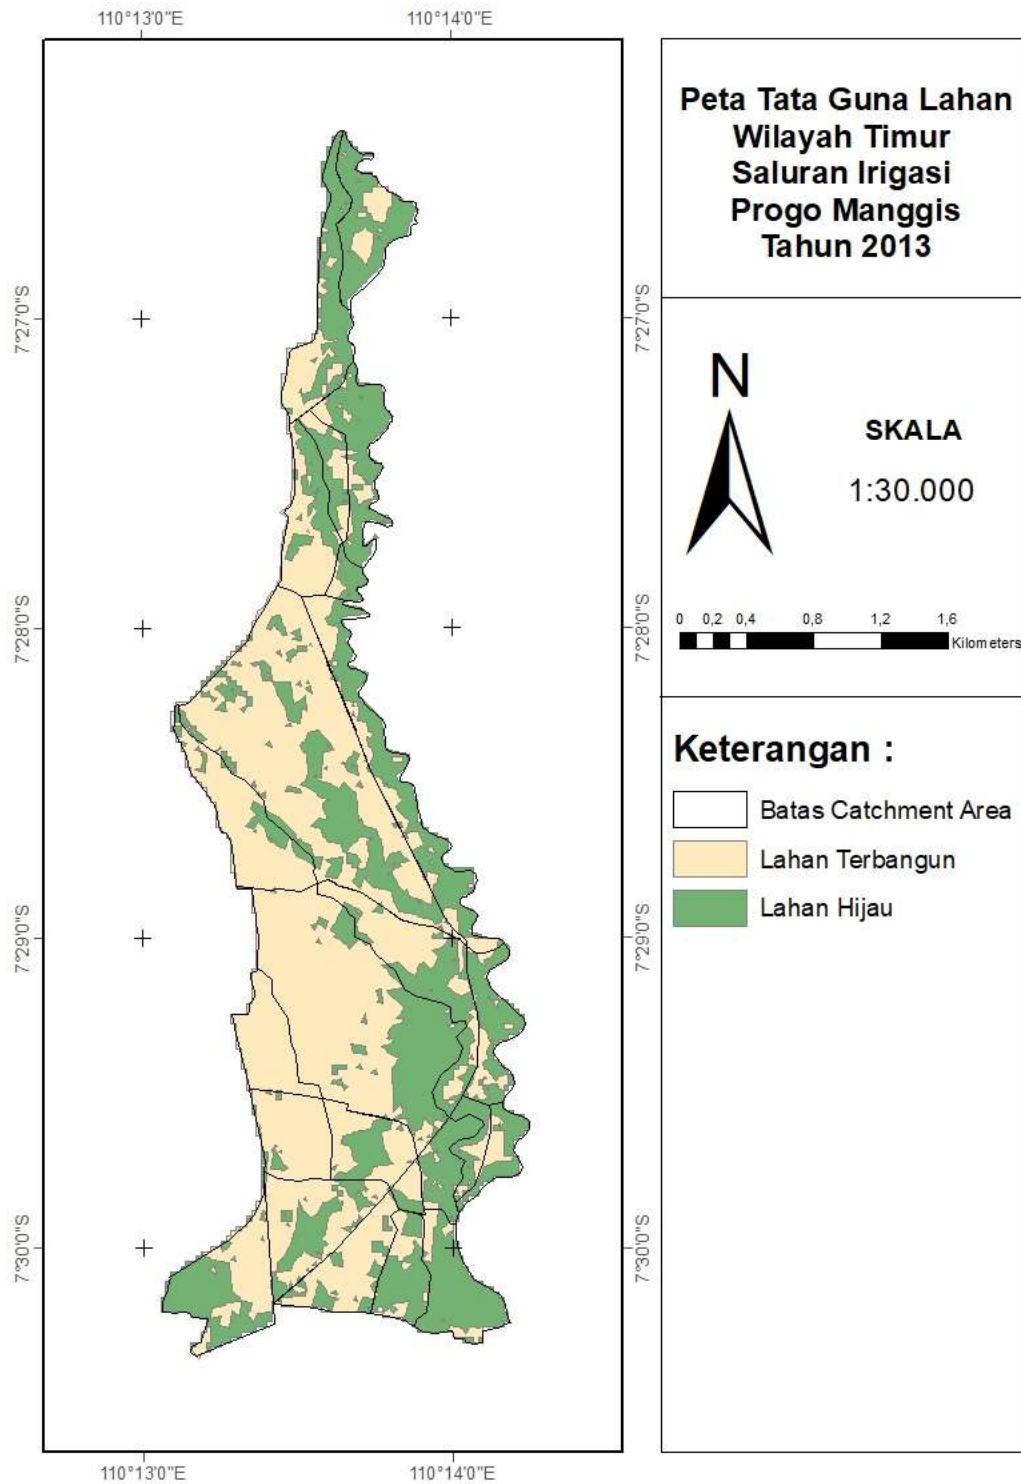 110°13'0"E
110°14'0"E
7°27'0"S
7°27'0"S
7°28'0"S
7°28'0"S
7°29'0"S
7°29'0"S
7°30'0"S
7°30'0"S
110°13'0"E
110°14'0"E
Peta Tata Guna Lahan
Wilayah Timur
Saluran Irigasi
Progo Manggis
Tahun 2013
N
SKALA
1:30.000
0 0,2 0,4 0,8 1,2 1,6
Kilometers
Keterangan :
Batas Catchment Area
Lahan Terbangun
Lahan Hijau